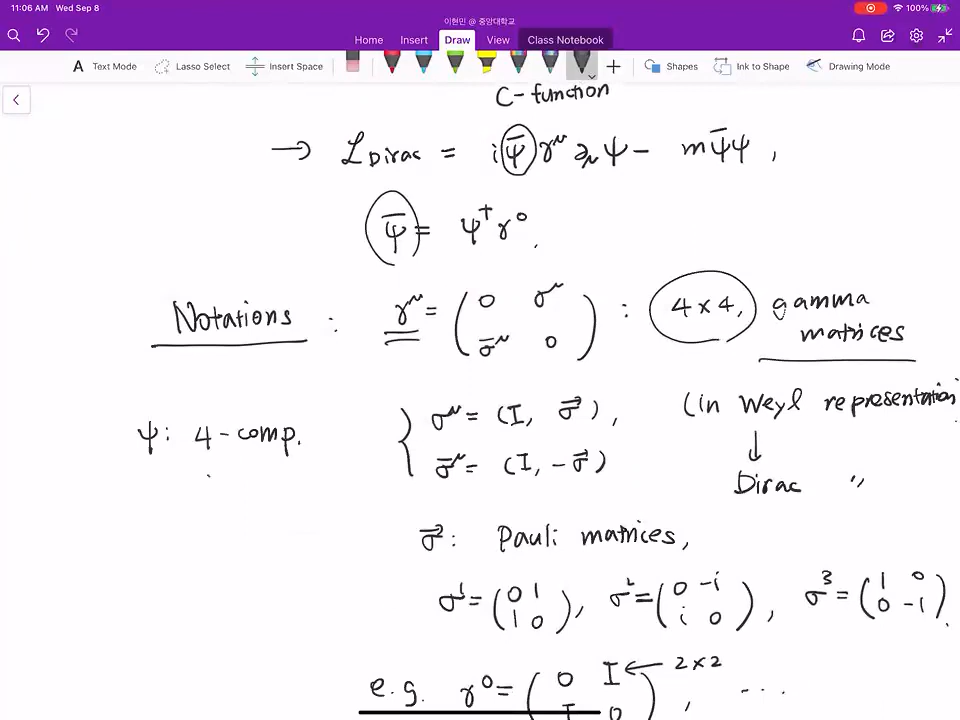 11:06 AM Wed Sep 8
100%
이현민 @ 중앙대학교
Home Insert Draw View Class Notebook
A Text Mode Lasso Select Insert Space Shapes Ink to Shape Drawing Mode
C-function
→ ℒ_Dirac = i ψ̄ γ^μ ∂_μ ψ − m ψ̄ ψ ,
ψ̄ = ψ† γ⁰ .
Notations : γ^μ = ( 0 σ^μ ; σ̄^μ 0 ) : 4 × 4, gamma matrices
ψ : 4-comp. { σ^μ = (I, σ⃗), (in Weyl representation
σ̄^μ = (I, −σ⃗) ↓
Dirac 〃
σ⃗ : Pauli matrices,
σ¹ = ( 0 1 ; 1 0 ), σ² = ( 0 −i ; i 0 ), σ³ = ( 1 0 ; 0 −1 ).
e.g. γ⁰ = ( 0 I ; I 0 ) , ... ← 2×2